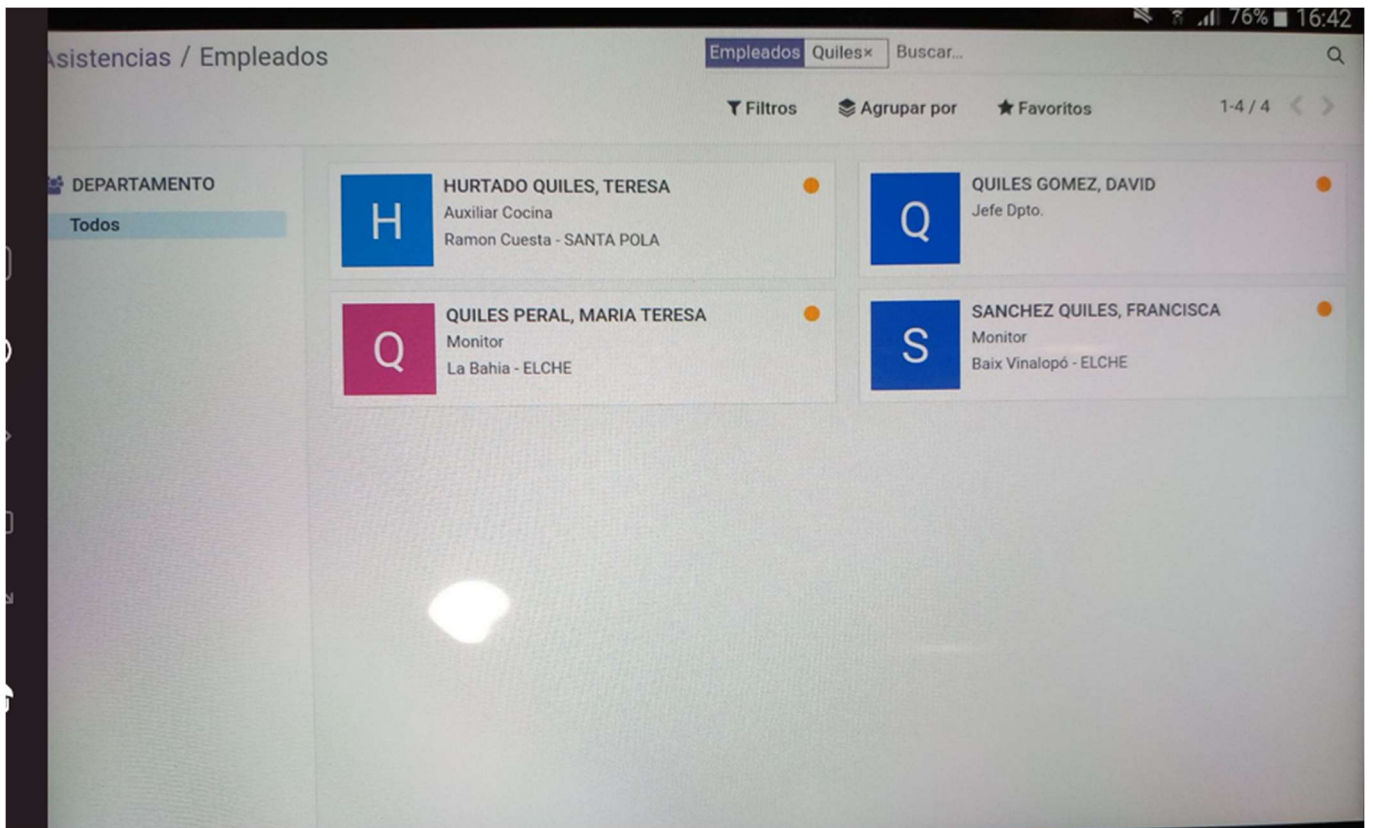 76% 16:42
Asistencias / Empleados
Empleados Quiles× Buscar...
Filtros Agrupar por Favoritos 1-4 / 4
DEPARTAMENTO
Todos
H
HURTADO QUILES, TERESA
Auxiliar Cocina
Ramon Cuesta - SANTA POLA
Q
QUILES GOMEZ, DAVID
Jefe Dpto.
Q
QUILES PERAL, MARIA TERESA
Monitor
La Bahia - ELCHE
S
SANCHEZ QUILES, FRANCISCA
Monitor
Baix Vinalopó - ELCHE